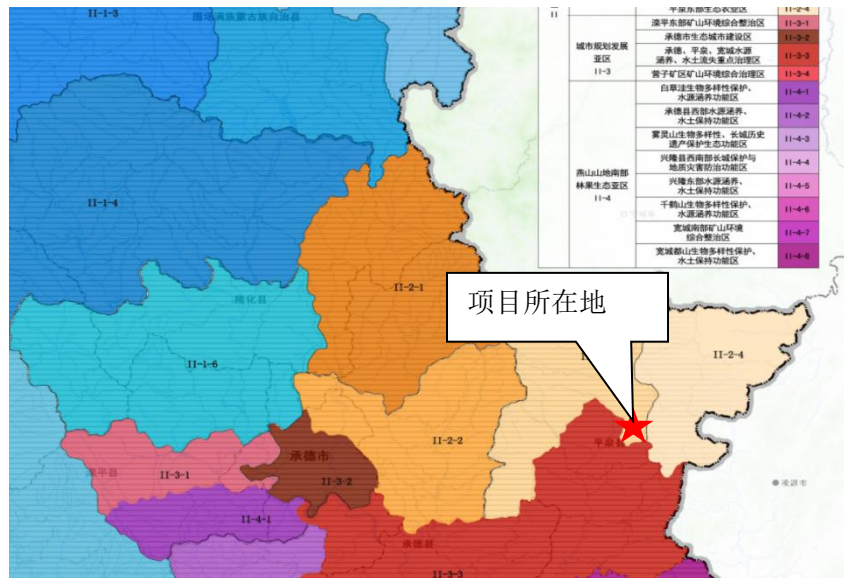 II-1-3
围场满族蒙古族自治县
II
平泉东部生态农业区
II-2-4
城市规划发展
亚区
II-3
滦平东部矿山环境综合整治区
II-3-1
承德市生态城市建设区
II-3-2
承德、平泉、宽城水源
涵养、水土流失重点治理区
II-3-3
营子矿区矿山环境综合治理区
II-3-4
燕山山地南部
林果生态亚区
II-4
白草洼生物多样性保护、
水源涵养功能区
II-4-1
承德县西部水源涵养、
水土保持功能区
II-4-2
雾灵山生物多样性、长城历史
遗产保护生态功能区
II-4-3
兴隆县西南部长城保护与
地质灾害防治功能区
II-4-4
兴隆东部水源涵养、
水土保持功能区
II-4-5
千鹤山生物多样性保护、
水源涵养功能区
II-4-6
宽城南部矿山环境
综合整治区
II-4-7
宽城都山生物多样性保护、
水土保持功能区
II-4-8
II-1-4
隆化县
II-2-1
项目所在地
II-1-6
II-2-4
II-2-2
平泉县
承德市
滦平县
II-3-1
II-3-2
凌源市
II-4-1
承德县
II-3-3